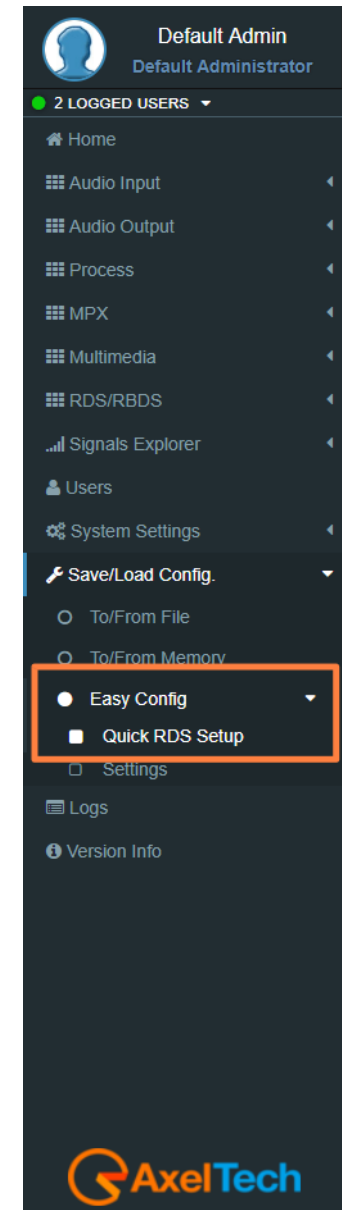 Default Admin
Default Administrator
2 LOGGED USERS
Home
Audio Input
Audio Output
Process
MPX
Multimedia
RDS/RBDS
Signals Explorer
Users
System Settings
Save/Load Config.
To/From File
To/From Memory
Easy Config
Quick RDS Setup
Settings
Logs
Version Info
AxelTech